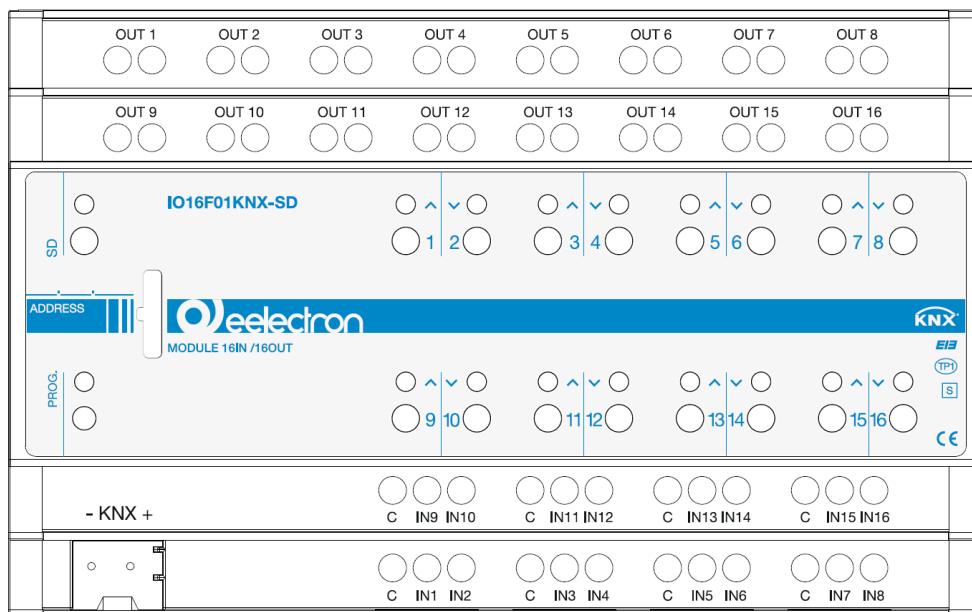 OUT 1 OUT 2 OUT 3 OUT 4 OUT 5 OUT 6 OUT 7 OUT 8
OUT 9 OUT 10 OUT 11 OUT 12 OUT 13 OUT 14 OUT 15 OUT 16
IO16F01KNX-SD
SD
1 2 3 4 5 6 7 8
ADDRESS
eelectron
KNX
MODULE 16IN /16OUT
EIB
TP1
PROG.
S
9 10 11 12 13 14 15 16
CE
- KNX +
C IN9 IN10 C IN11 IN12 C IN13 IN14 C IN15 IN16
C IN1 IN2 C IN3 IN4 C IN5 IN6 C IN7 IN8